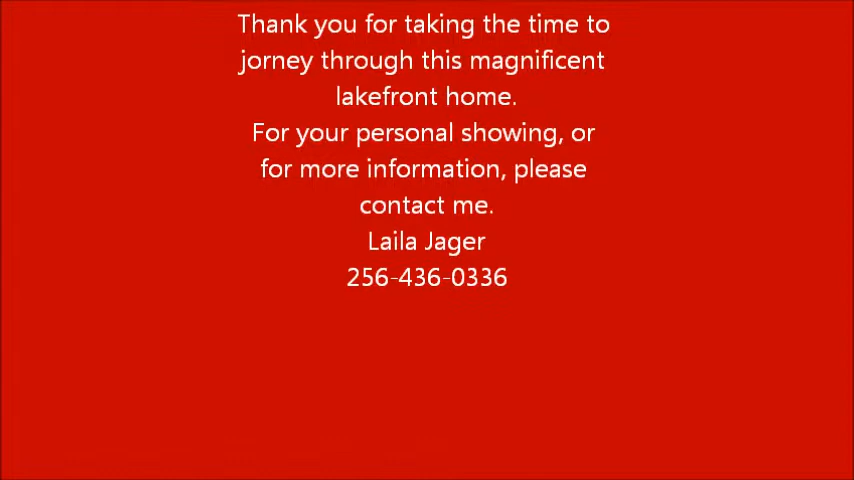 Thank you for taking the time to
jorney through this magnificent
lakefront home.
For your personal showing, or
for more information, please
contact me.
Laila Jager
256-436-0336